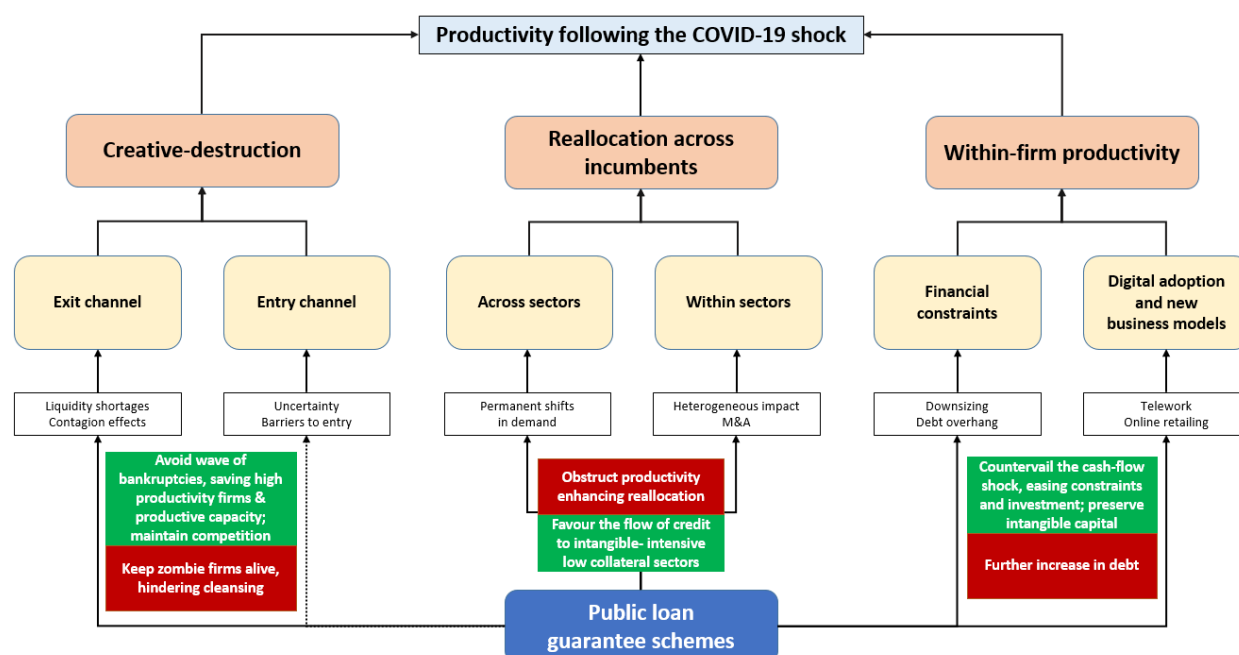 Productivity following the COVID-19 shock
Creative-destruction
Reallocation across
incumbents
Within-firm productivity
Exit channel
Entry channel
Across sectors
Within sectors
Financial
constraints
Digital adoption
and new
business models
Liquidity shortages
Contagion effects
Uncertainty
Barriers to entry
Permanent shifts
in demand
Heterogeneous impact
M&A
Downsizing
Debt overhang
Telework
Online retailing
Avoid wave of
bankruptcies, saving high
productivity firms &
productive capacity;
maintain competition
Keep zombie firms alive,
hindering cleansing
Obstruct productivity
enhancing reallocation
Favour the flow of credit
to intangible- intensive
low collateral sectors
Countervail the cash-flow
shock, easing constraints
and investment; preserve
intangible capital
Further increase in debt
Public loan
guarantee schemes